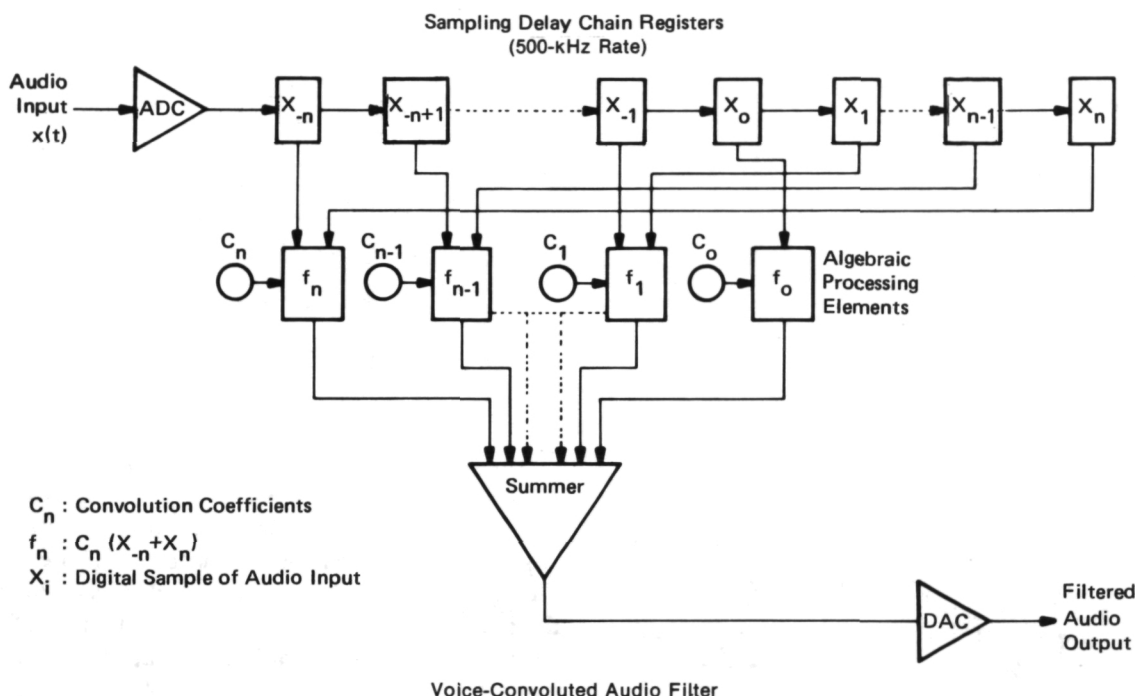 Sampling Delay Chain Registers
(500-kHz Rate)
Audio
Input
x(t)
ADC
X-n
X-n+1
X-1
Xo
X1
Xn-1
Xn
Cn
fn
Cn-1
fn-1
C1
f1
Co
fo
Algebraic
Processing
Elements
Summer
Cn : Convolution Coefficients
fn : Cn (X-n+Xn)
Xi : Digital Sample of Audio Input
DAC
Filtered
Audio
Output
Voice-Convoluted Audio Filter